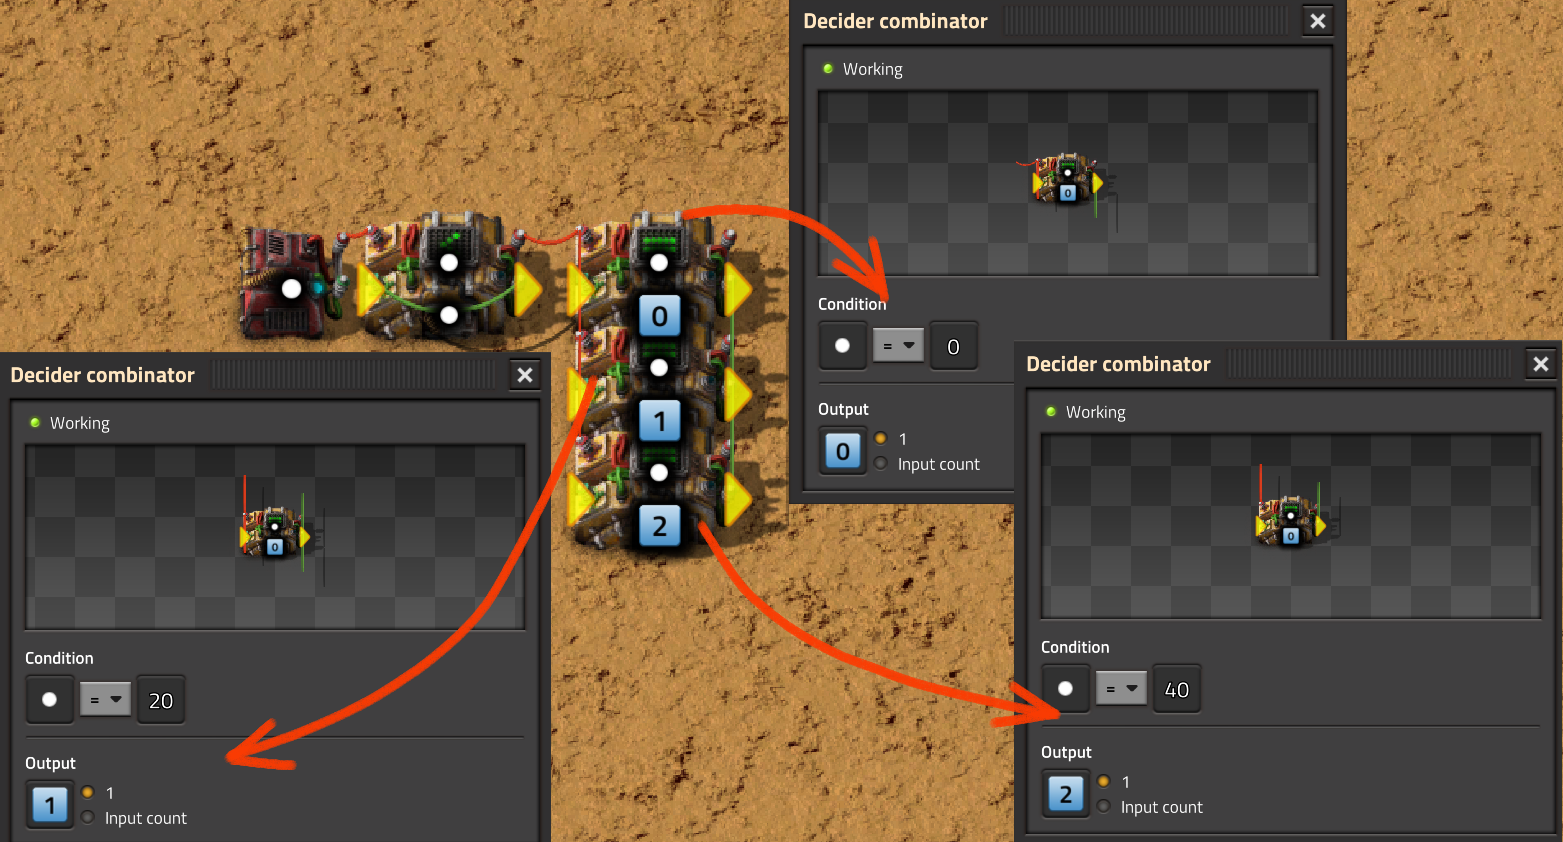 Decider combinator
Working
0
Condition
= 0
Output
0
1
Input count
0
1
2
Decider combinator
Working
0
Condition
= 20
Output
1
1
Input count
Decider combinator
Working
0
Condition
= 40
Output
2
1
Input count